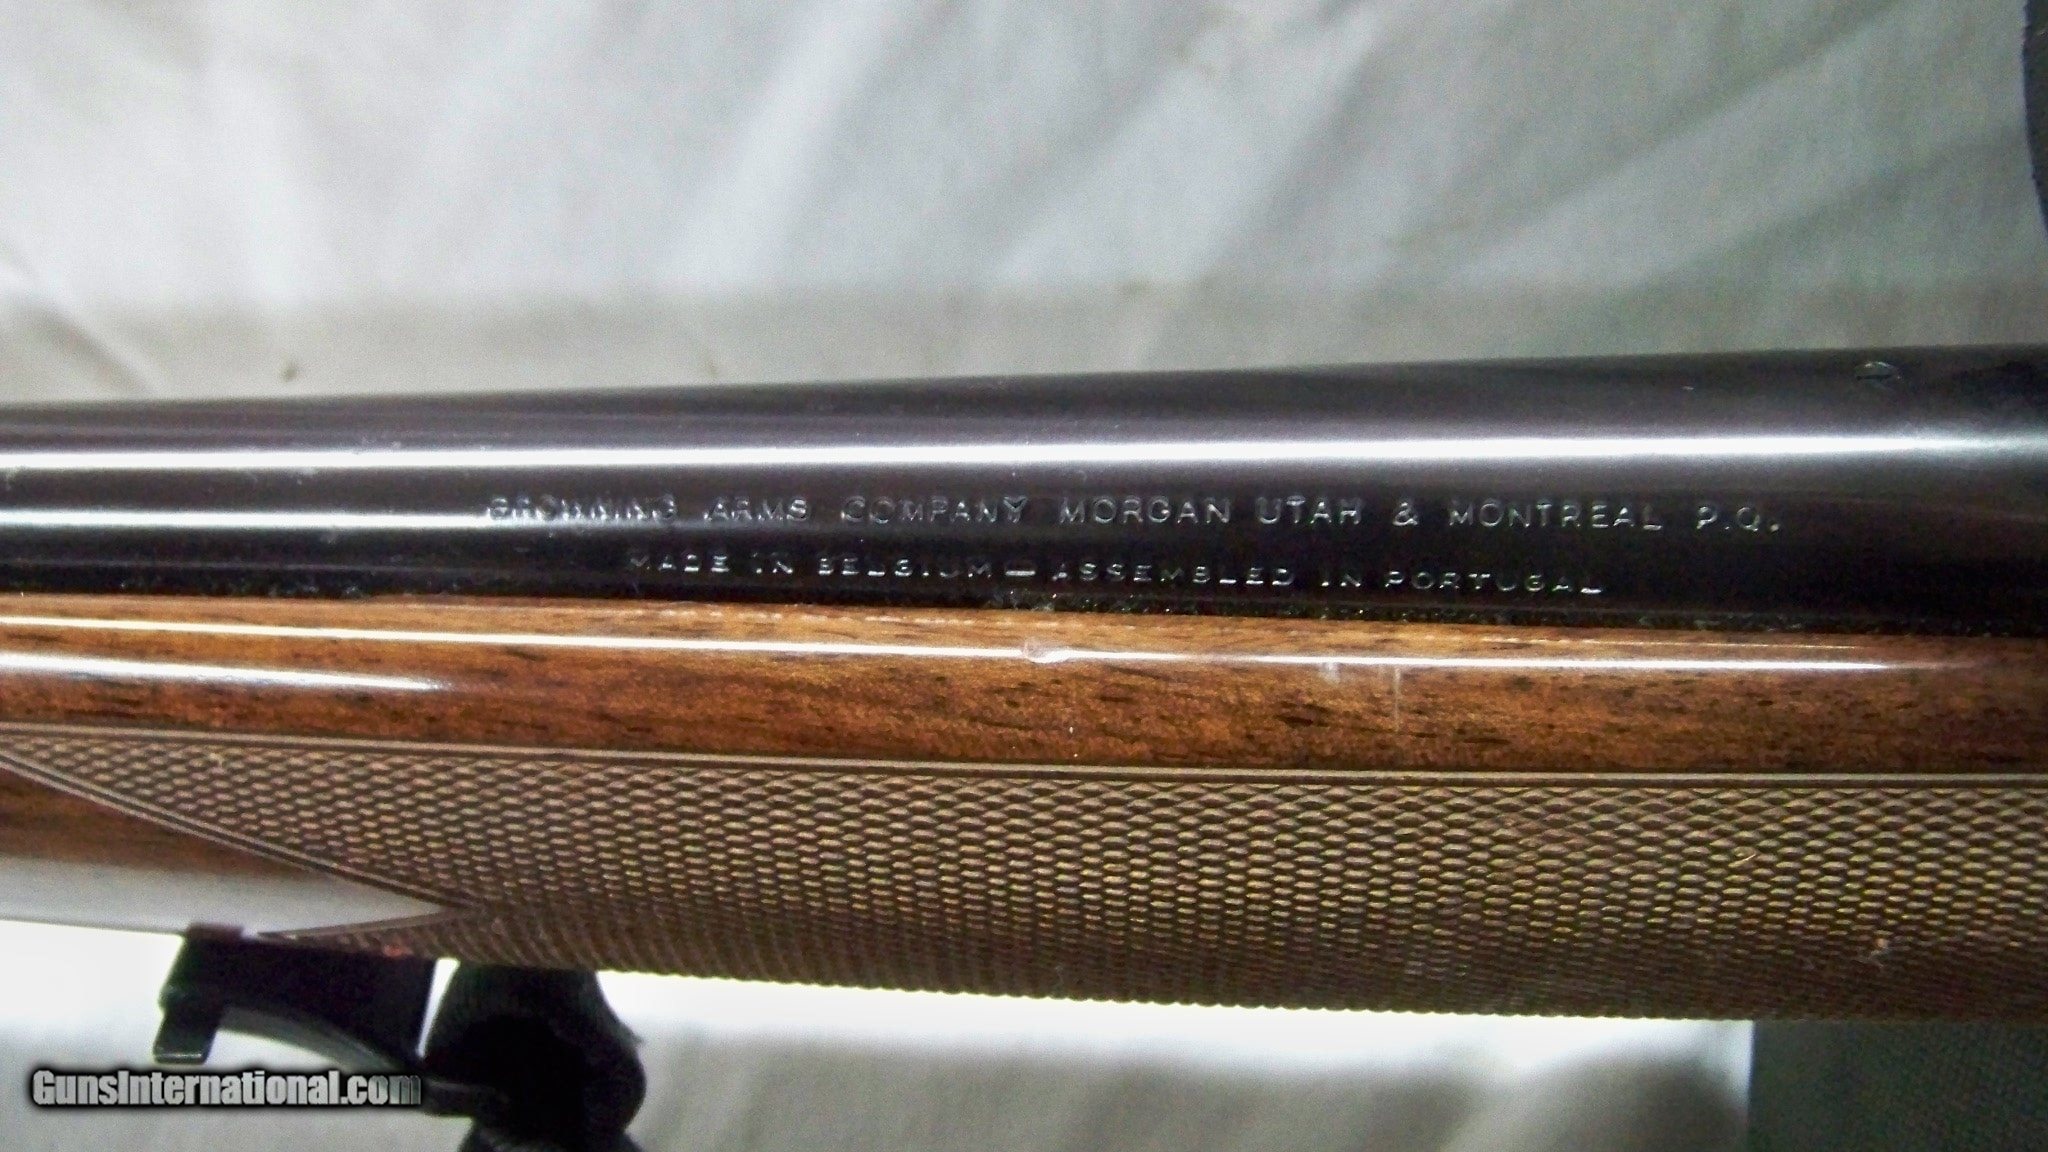 BROWNING ARMS COMPANY MORGAN UTAH & MONTREAL P.Q.
MADE IN BELGIUM — ASSEMBLED IN PORTUGAL
GunsInternational.com